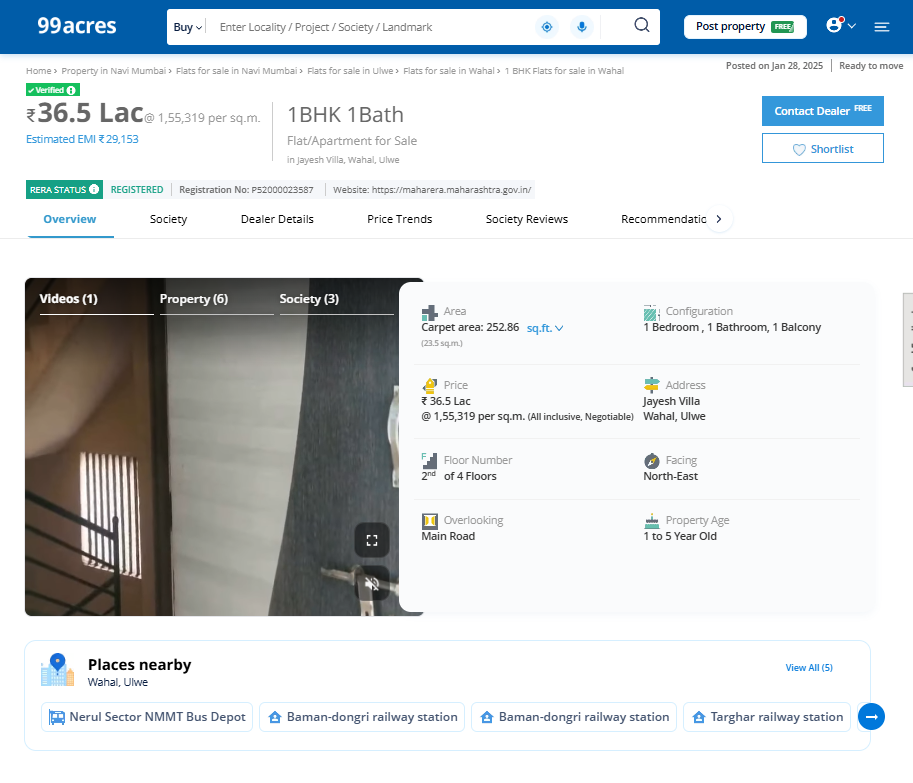 99acres
Buy
Enter Locality / Project / Society / Landmark
Post property FREE
Home › Property in Navi Mumbai › Flats for sale in Navi Mumbai › Flats for sale in Ulwe › Flats for sale in Wahal › 1 BHK Flats for sale in Wahal
Posted on Jan 28, 2025 | Ready to move
Verified
₹36.5 Lac @ 1,55,319 per sq.m.
Estimated EMI ₹ 29,153
1BHK 1Bath
Flat/Apartment for Sale
in Jayesh Villa, Wahal, Ulwe
Contact Dealer FREE
Shortlist
RERA STATUS REGISTERED | Registration No: P52000023587 | Website: https://maharera.maharashtra.gov.in/
Overview Society Dealer Details Price Trends Society Reviews Recommendatio
Videos (1) Property (6) Society (3)
Area
Carpet area: 252.86 sq.ft.
(23.5 sq.m.)
Configuration
1 Bedroom , 1 Bathroom, 1 Balcony
Price
₹ 36.5 Lac
@ 1,55,319 per sq.m. (All inclusive, Negotiable)
Address
Jayesh Villa
Wahal, Ulwe
Floor Number
2nd of 4 Floors
Facing
North-East
Overlooking
Main Road
Property Age
1 to 5 Year Old
Places nearby
Wahal, Ulwe
View All (5)
Nerul Sector NMMT Bus Depot
Baman-dongri railway station
Baman-dongri railway station
Targhar railway station